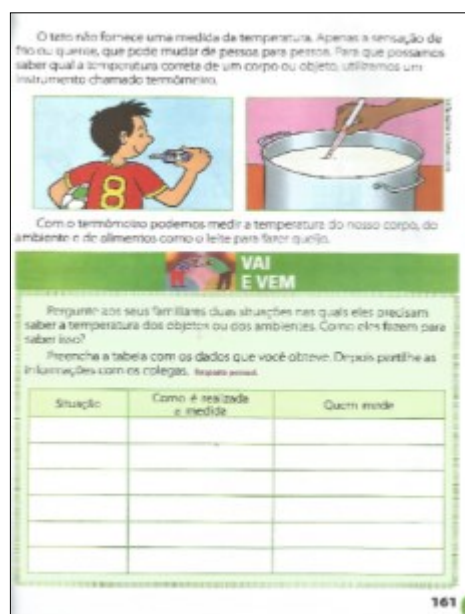 O tato não fornece uma medida da temperatura. Apenas a sensação de
frio ou quente, que pode mudar de pessoa para pessoa. Para que possamos
saber qual a temperatura correta de um corpo ou objeto, utilizamos um
instrumento chamado termômetro.
8
Com o termômetro podemos medir a temperatura do nosso corpo, do
ambiente e de alimentos como o leite para fazer queijo.
VAI
E VEM
Pergunte aos seus familiares duas situações nas quais eles precisam
saber a temperatura dos objetos ou dos ambientes. Como eles fazem para
saber isso?
Preencha a tabela com os dados que você obteve. Depois partilhe as
informações com os colegas. Resposta pessoal.
Situação
Como é realizada
a medida
Quem mede
161